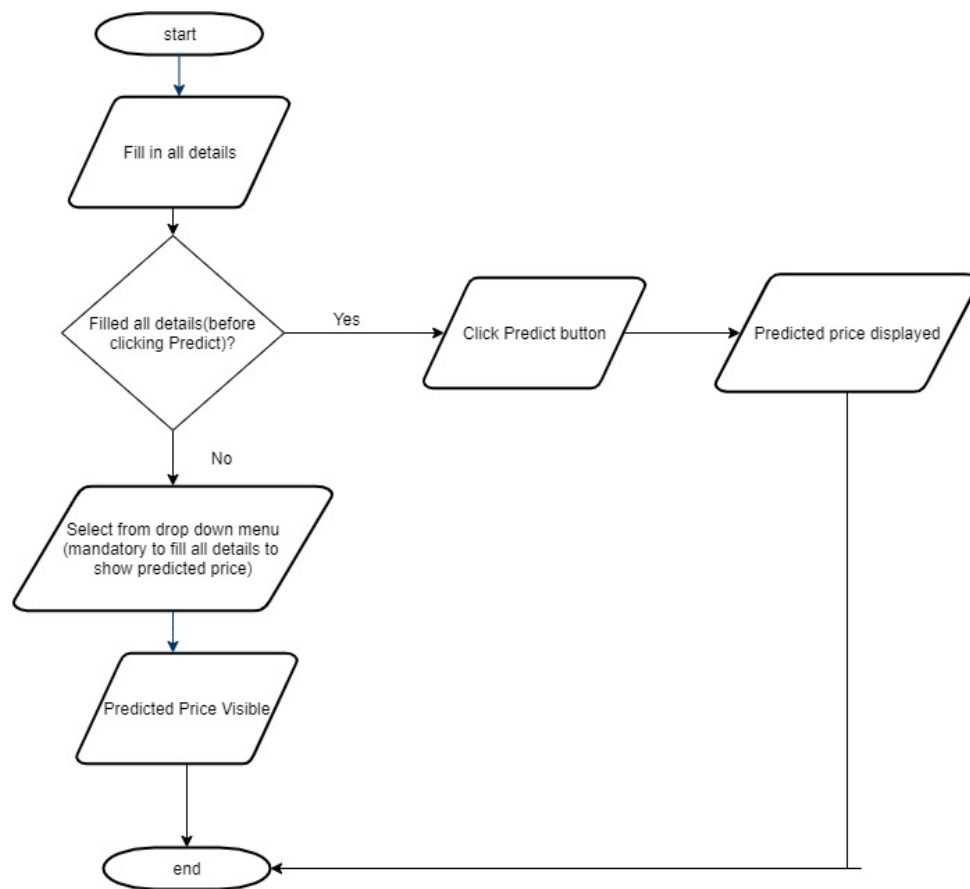 start
Fill in all details
Filled all details(before
clicking Predict)?
Yes
Click Predict button
Predicted price displayed
No
Select from drop down menu
(mandatory to fill all details to
show predicted price)
Predicted Price Visible
end